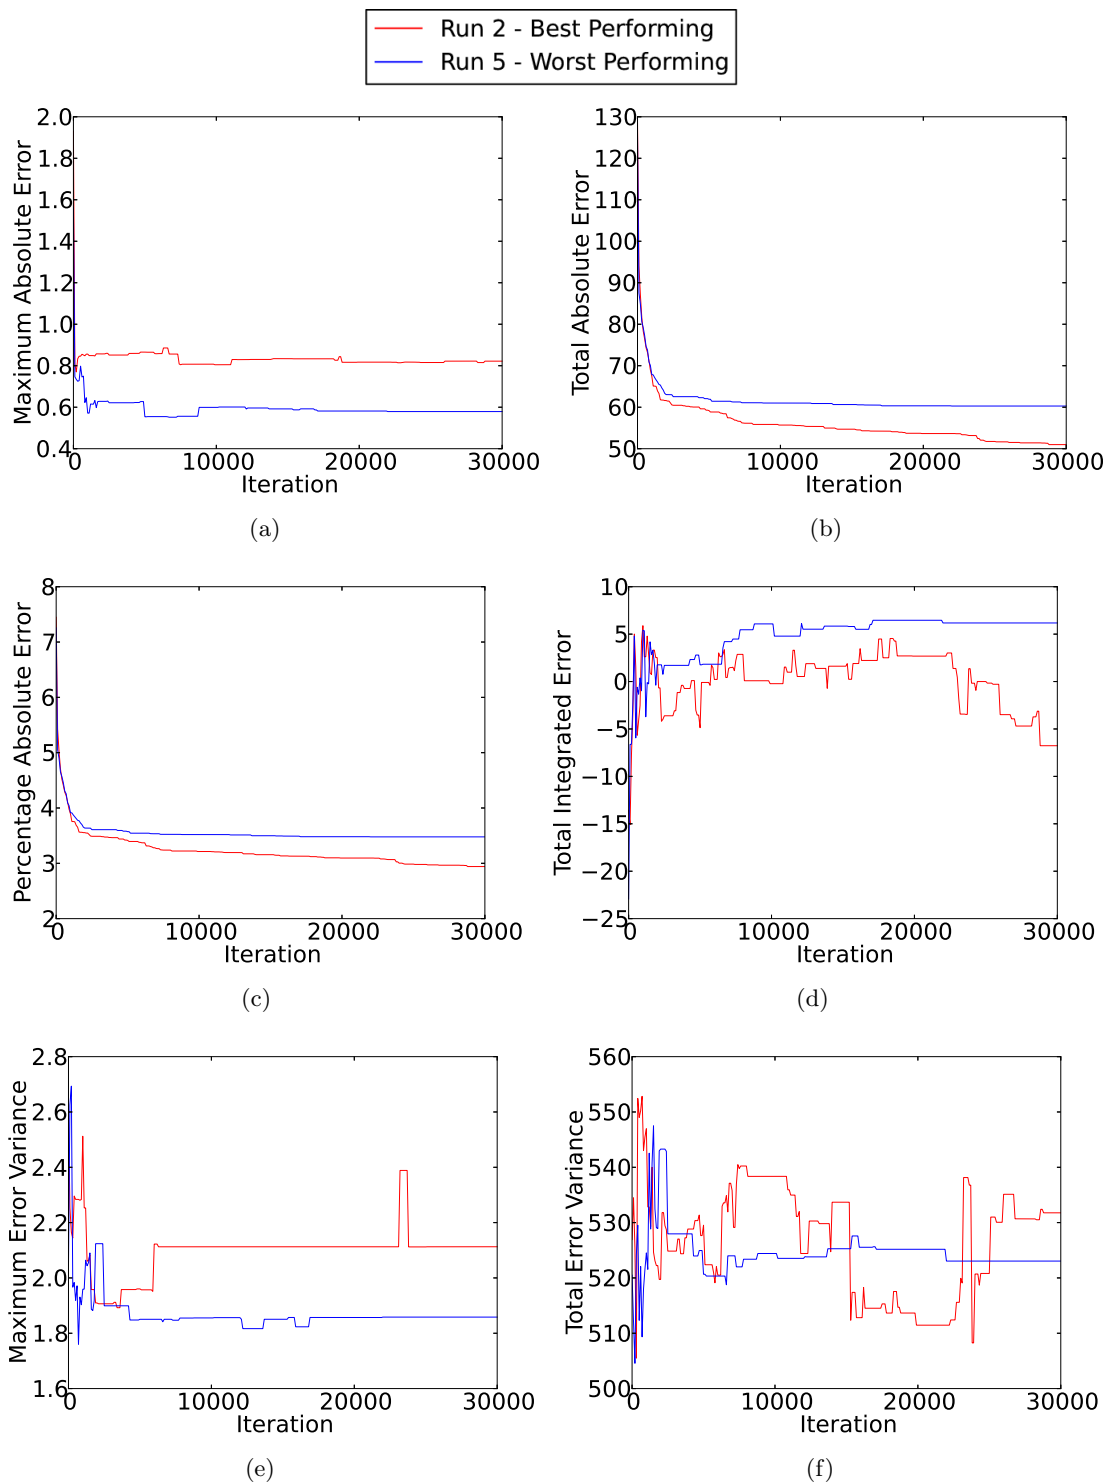 Run 2 - Best Performing
Run 5 - Worst Performing
2.0
1.8
1.6
1.4
1.2
1.0
0.8
0.6
0.4
Maximum Absolute Error
0 10000 20000 30000
Iteration
(a)
130
120
110
100
90
80
70
60
50
Total Absolute Error
0 10000 20000 30000
Iteration
(b)
8
7
6
5
4
3
2
Percentage Absolute Error
0 10000 20000 30000
Iteration
(c)
10
5
0
−5
−10
−15
−20
−25
Total Integrated Error
0 10000 20000 30000
Iteration
(d)
2.8
2.6
2.4
2.2
2.0
1.8
1.6
Maximum Error Variance
0 10000 20000 30000
Iteration
(e)
560
550
540
530
520
510
500
Total Error Variance
0 10000 20000 30000
Iteration
(f)